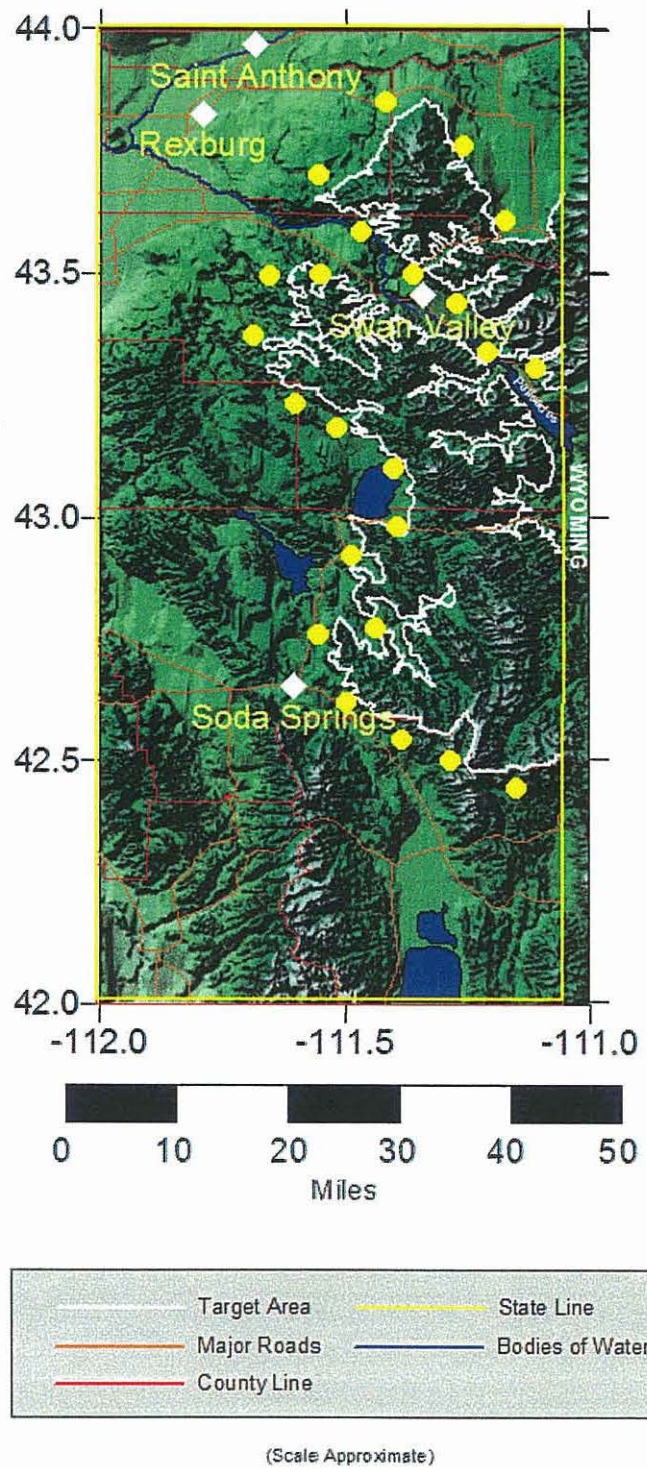 44.0
Saint Anthony
Rexburg
43.5
Swan Valley
Palisades
43.0
WYOMING
Soda Springs
42.5
42.0
-112.0 -111.5 -111.0
0 10 20 30 40 50
Miles
Target Area State Line
Major Roads Bodies of Water
County Line
(Scale Approximate)